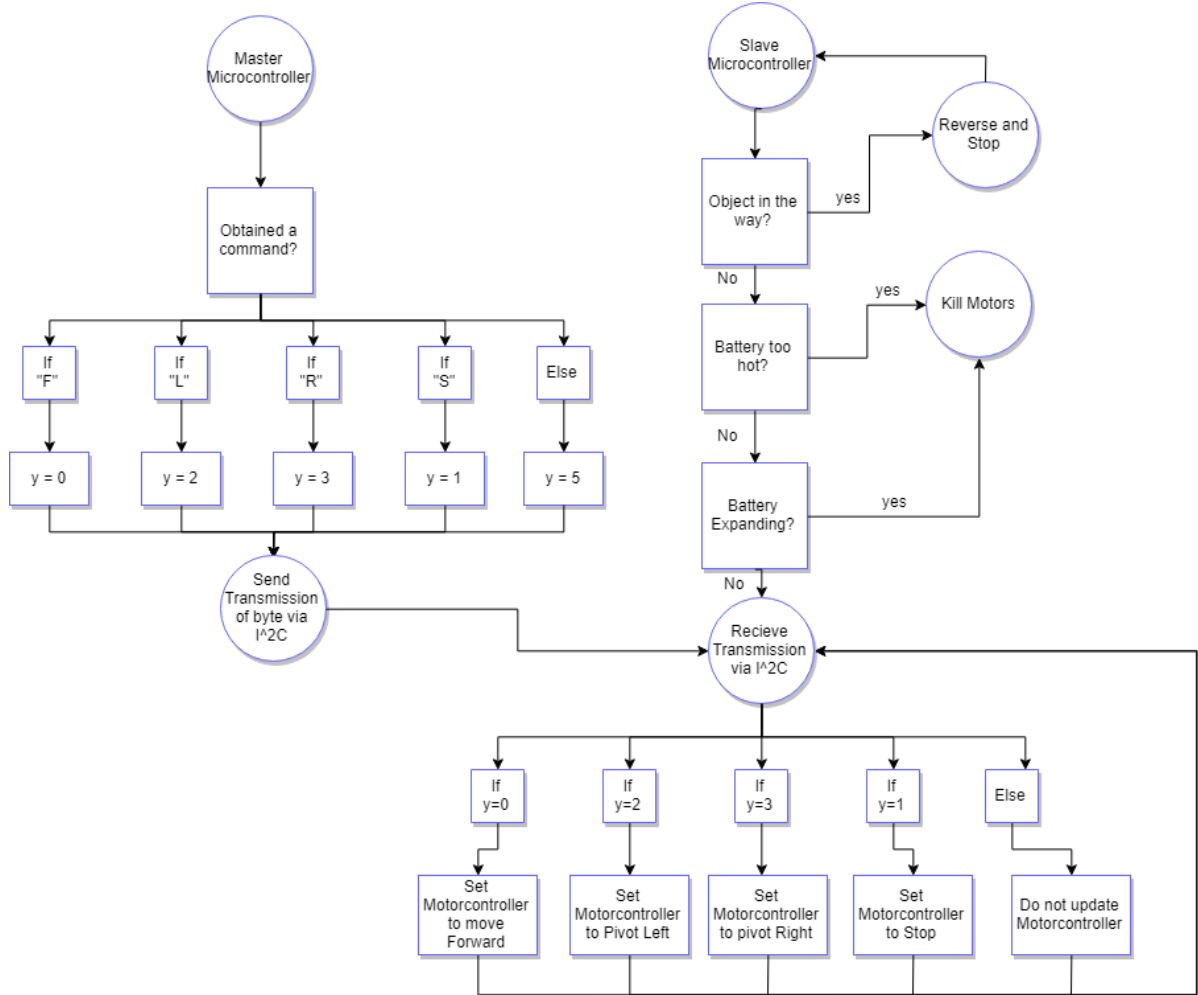 Master
Microcontroller
Obtained a
command?
If
"F"
If
"L"
If
"R"
If
"S"
Else
y = 0
y = 2
y = 3
y = 1
y = 5
Send
Transmission
of byte via
I^2C
Slave
Microcontroller
Reverse and
Stop
Object in the
way?
yes
No
Battery too
hot?
yes
Kill Motors
No
Battery
Expanding?
yes
No
Recieve
Transmission
via I^2C
If
y=0
If
y=2
If
y=3
If
y=1
Else
Set
Motorcontroller
to move
Forward
Set
Motorcontroller
to Pivot Left
Set
Motorcontroller
to pivot Right
Set
Motorcontroller
to Stop
Do not update
Motorcontroller